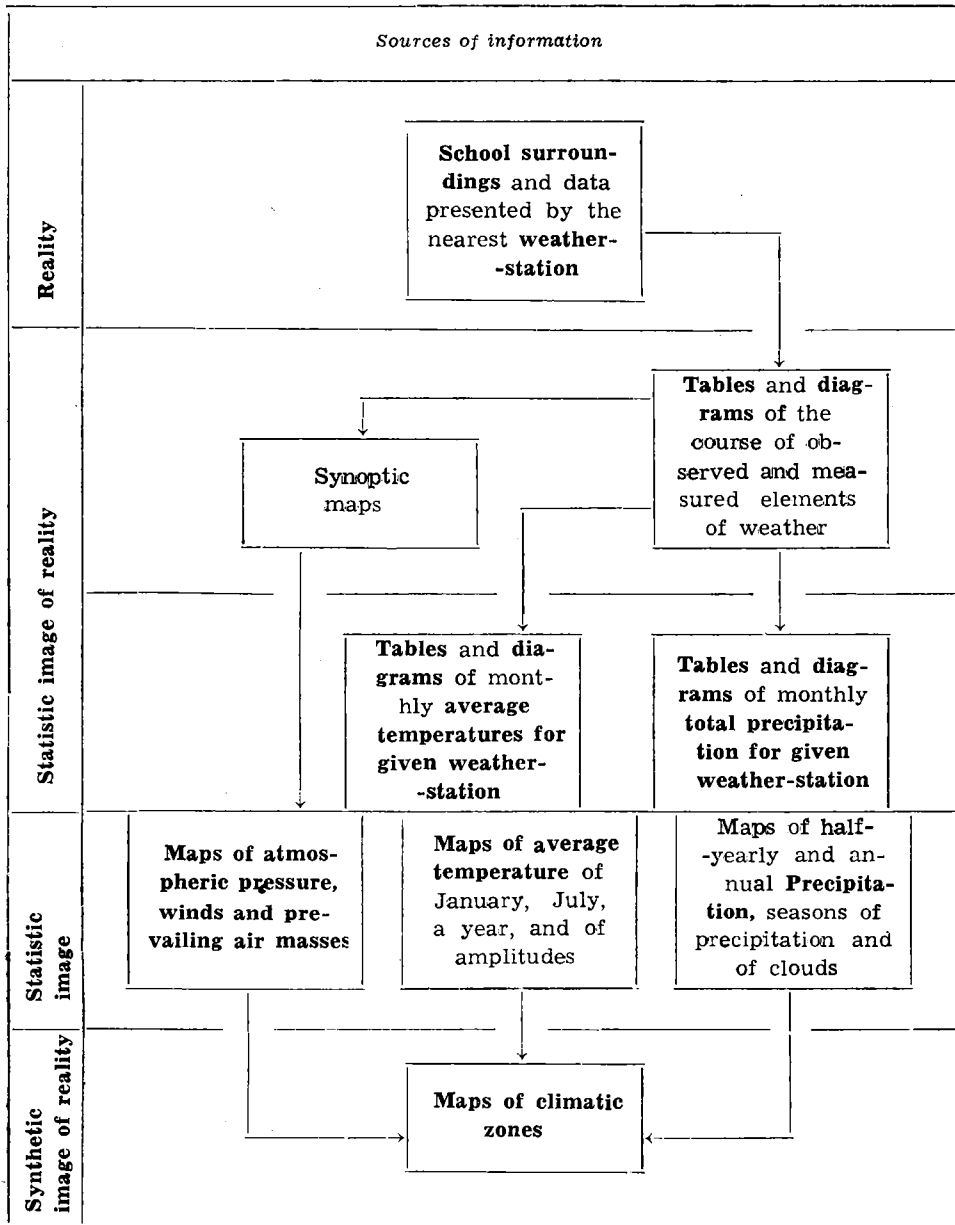 Sources of information
Reality
School surroun-
dings and data
presented by the
nearest weather-
-station
Statistic image of reality
Tables and diag-
rams of the
course of ob-
served and mea-
sured elements
of weather
Synoptic
maps
Tables and dia-
grams of mont-
hly average
temperatures for
given weather-
-station
Tables and diag-
rams of monthly
total precipita-
tion for given
weather-station
Statistic
image
Maps of atmos-
pheric pressure,
winds and pre-
vailing air masses
Maps of average
temperature of
January, July,
a year, and of
amplitudes
Maps of half-
-yearly and an-
nual Precipita-
tion, seasons of
precipitation and
of clouds
Synthetic
image of reality
Maps of climatic
zones